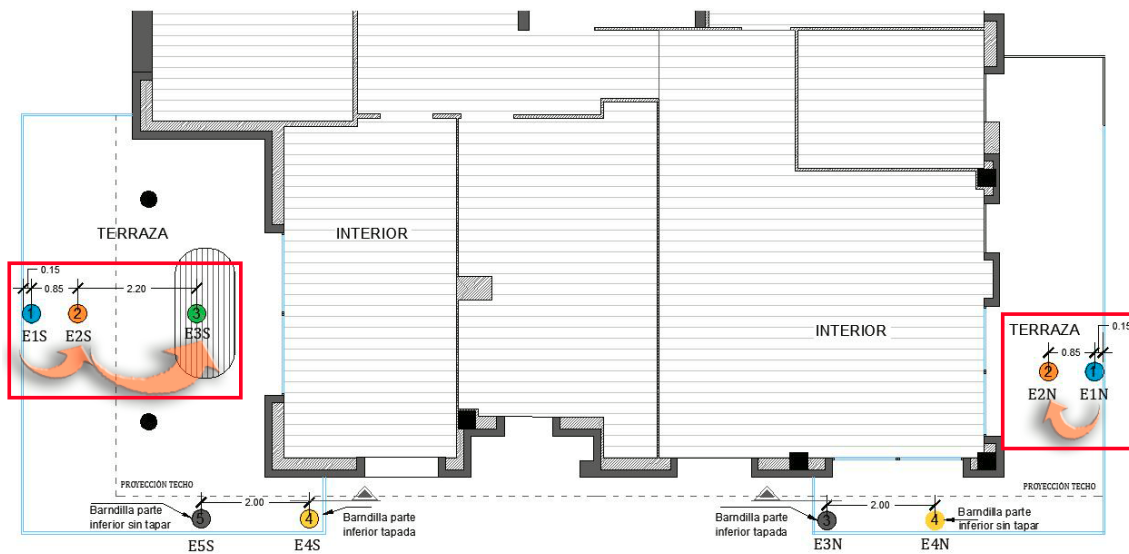 TERRAZA
INTERIOR
0.15
0.85
2.20
1
2
3
E1S
E2S
E3S
INTERIOR
TERRAZA
0.15
0.85
2
1
E2N
E1N
PROYECCIÓN TECHO
PROYECCIÓN TECHO
Barndilla parte
inferior sin tapar
2.00
5
4
E5S
E4S
Barndilla parte
inferior tapada
Barndilla parte
inferior tapada
2.00
3
4
E3N
E4N
Barndilla parte
inferior sin tapar